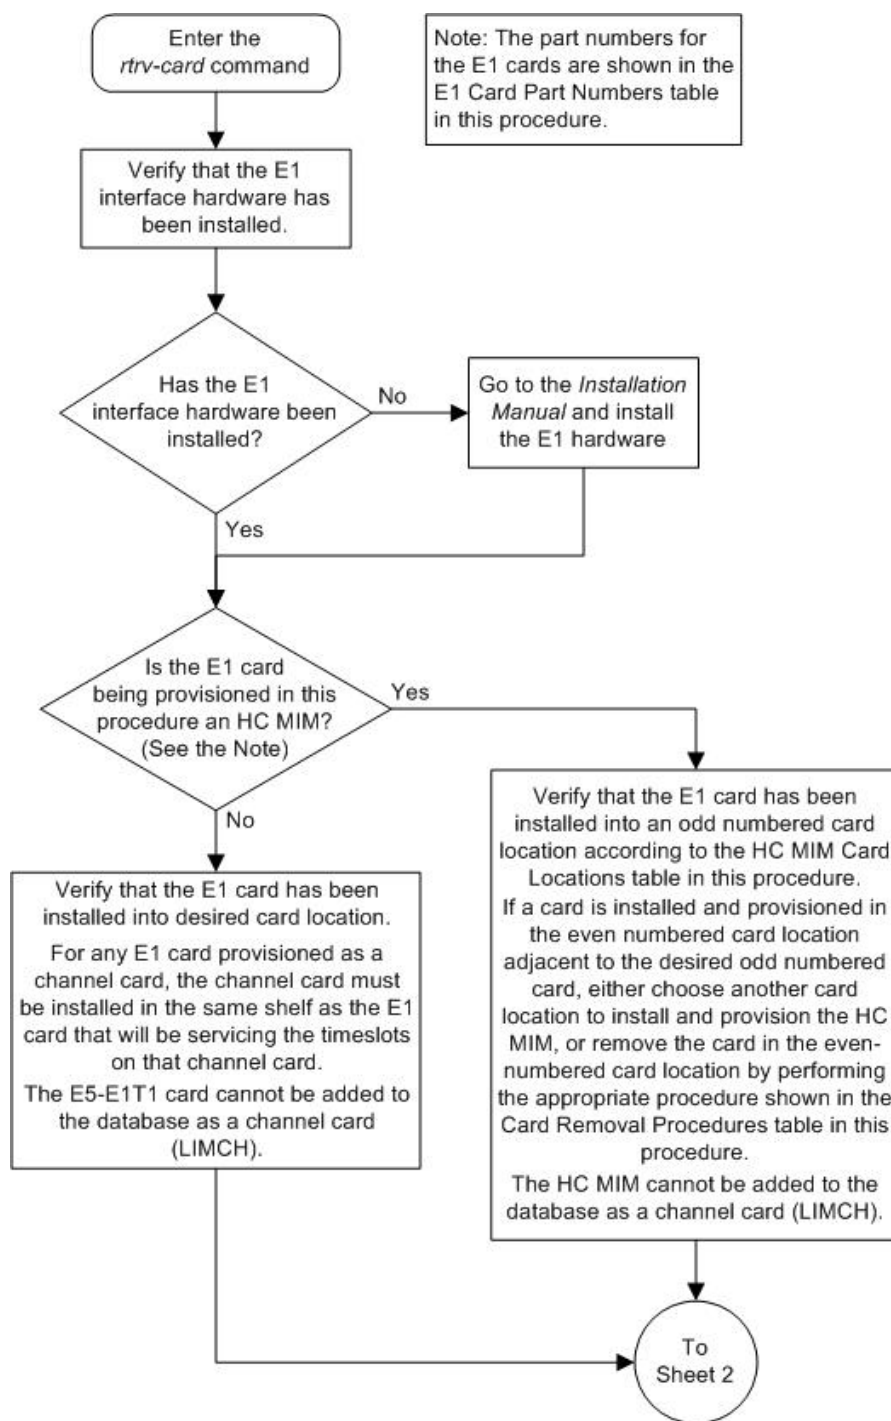 Enter the
rtrv-card command
Note: The part numbers for
the E1 cards are shown in the
E1 Card Part Numbers table
in this procedure.
Verify that the E1
interface hardware has
been installed.
Has the E1
interface hardware been
installed?
No
Go to the Installation
Manual and install
the E1 hardware
Yes
Is the E1 card
being provisioned in this
procedure an HC MIM?
(See the Note)
Yes
No
Verify that the E1 card has been
installed into desired card location.
For any E1 card provisioned as a
channel card, the channel card must
be installed in the same shelf as the E1
card that will be servicing the timeslots
on that channel card.
The E5-E1T1 card cannot be added to
the database as a channel card
(LIMCH).
Verify that the E1 card has been
installed into an odd numbered card
location according to the HC MIM Card
Locations table in this procedure.
If a card is installed and provisioned in
the even numbered card location
adjacent to the desired odd numbered
card, either choose another card
location to install and provision the HC
MIM, or remove the card in the even-
numbered card location by performing
the appropriate procedure shown in the
Card Removal Procedures table in this
procedure.
The HC MIM cannot be added to the
database as a channel card (LIMCH).
To
Sheet 2